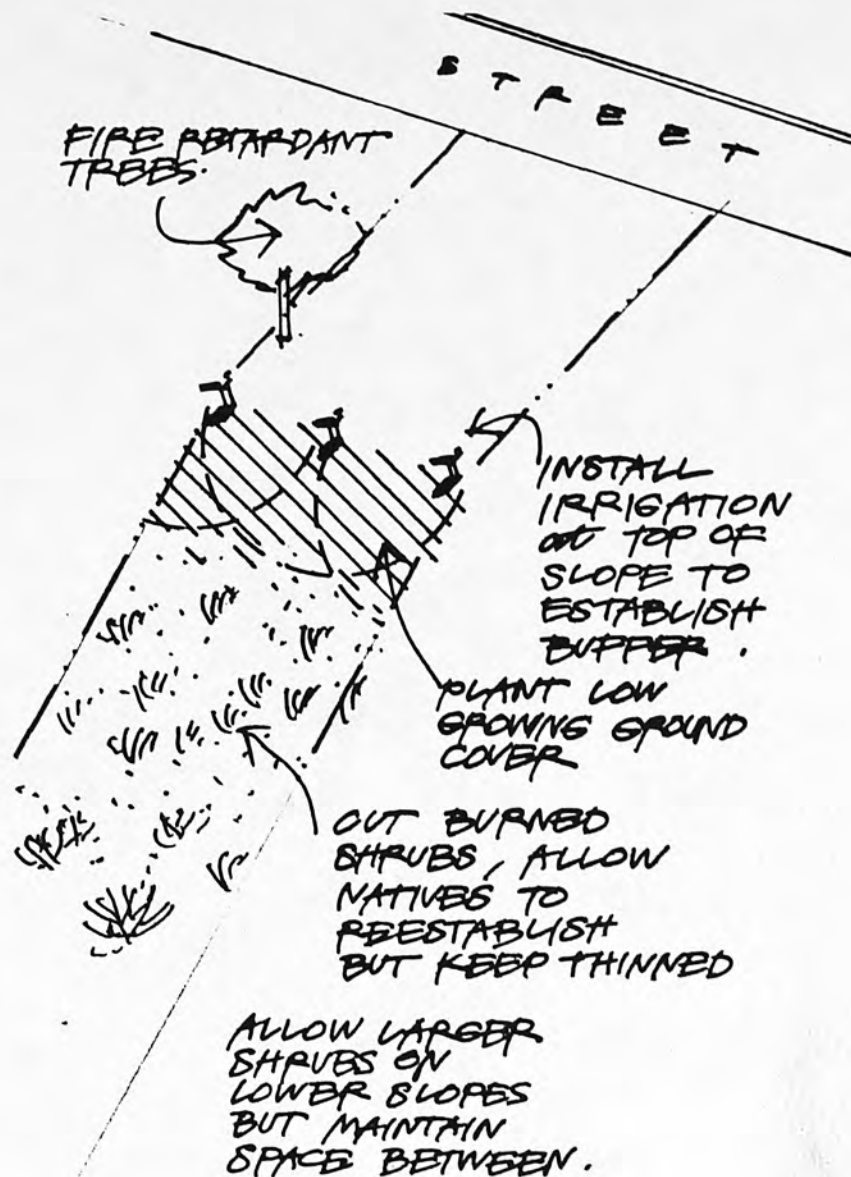 STREET
FIRE RETARDANT
TREES.
INSTALL
IRRIGATION
at TOP OF
SLOPE TO
ESTABLISH
BUFFER.
PLANT LOW
GROWNG GROUND
COVER
CUT BURNED
SHRUBS, ALLOW
NATIVES TO
REESTABLISH
BUT KEEP THINNED
ALLOW LARGER
SHRUBS ON
LOWER SLOPES
BUT MAINTAIN
SPACE BETWEEN.